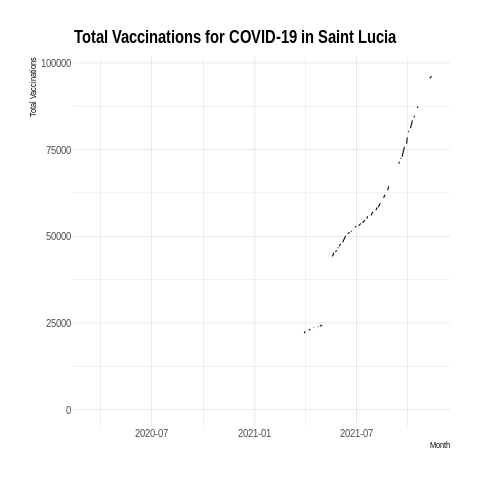 Total Vaccinations for COVID-19 in Saint Lucia
Total Vaccinations
100000
75000
50000
25000
0
2020-07 2021-01 2021-07
Month